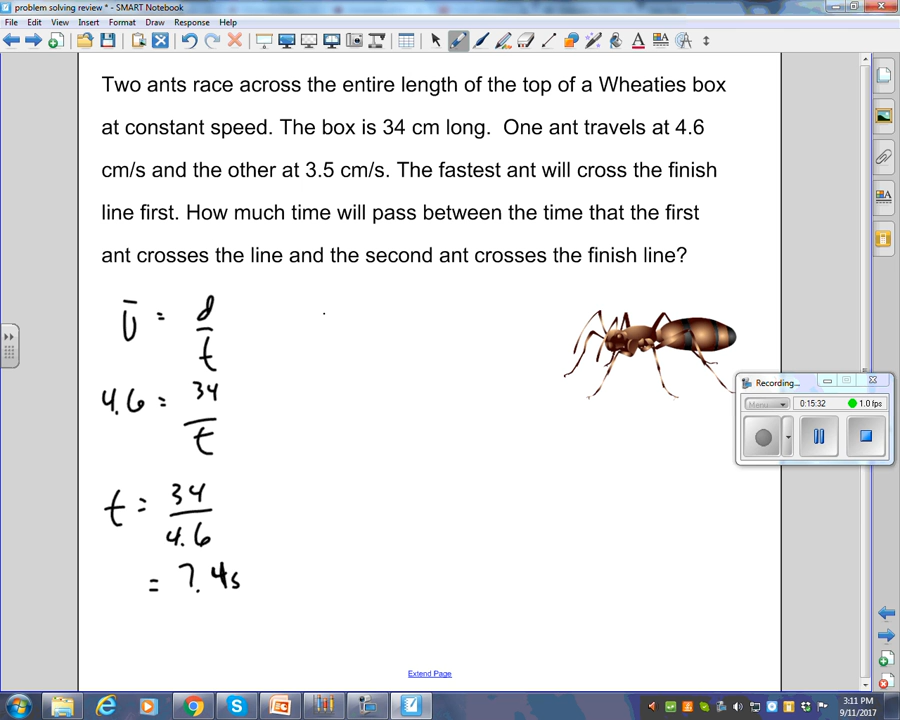 problem solving review * - SMART Notebook
File Edit View Insert Format Draw Response Help
Two ants race across the entire length of the top of a Wheaties box
at constant speed. The box is 34 cm long. One ant travels at 4.6
cm/s and the other at 3.5 cm/s. The fastest ant will cross the finish
line first. How much time will pass between the time that the first
ant crosses the line and the second ant crosses the finish line?
v̄ = d/t
4.6 = 34/t
t = 34/4.6
= 7.4s
Recording...
Menu 0:15:32 1.0 fps
Extend Page
3:11 PM
9/11/2017